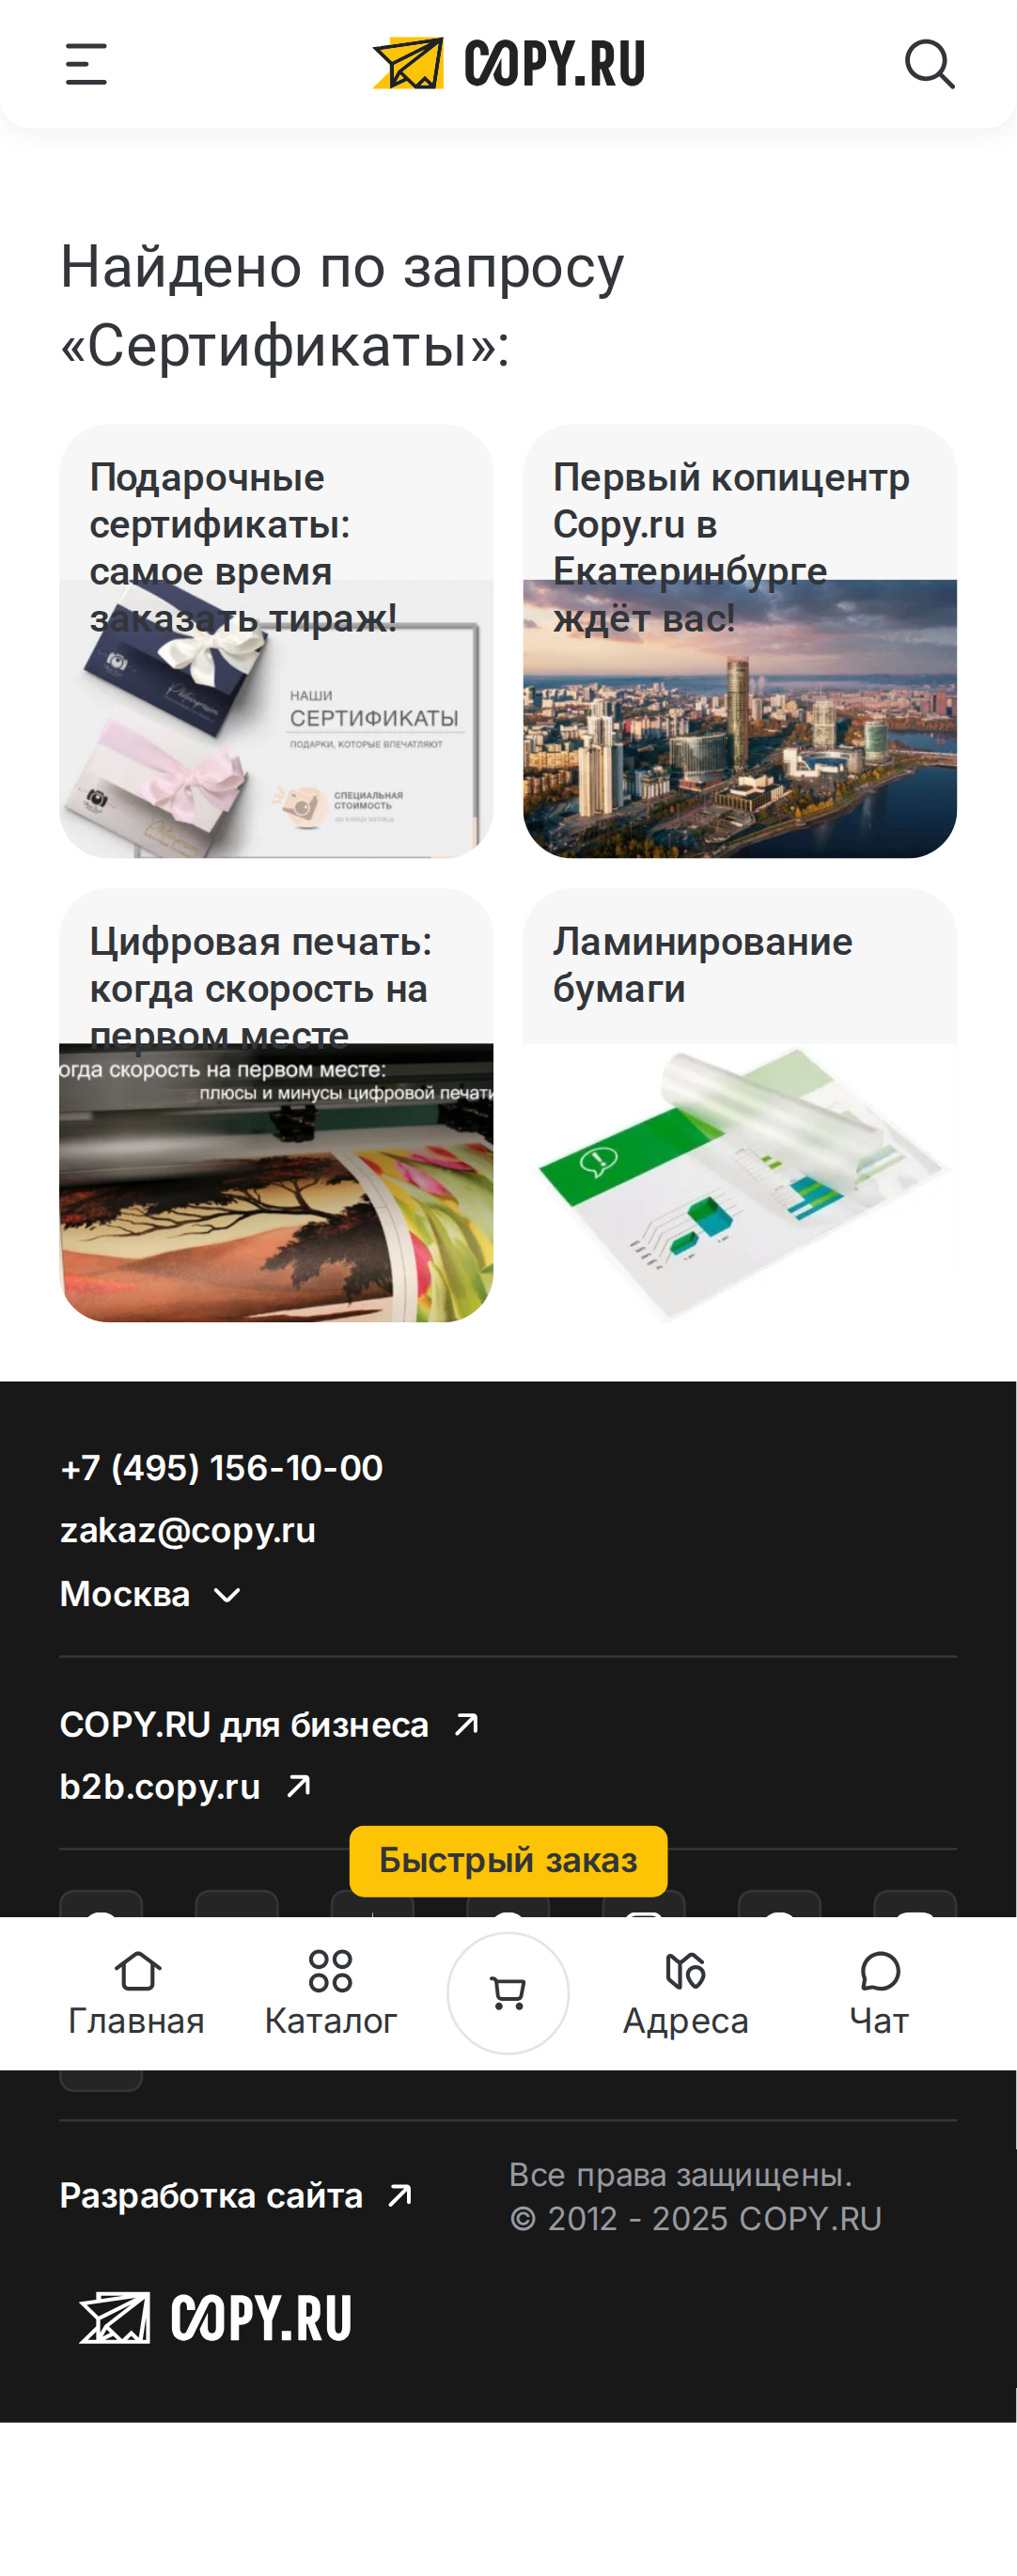 COPY.RU
Найдено по запросу
«Сертификаты»:
Подарочные
сертификаты:
самое время
заказать тираж!
НАШИ
СЕРТИФИКАТЫ
ПОДАРКИ, КОТОРЫЕ ВПЕЧАТЛЯЮТ
СПЕЦИАЛЬНАЯ
СТОИМОСТЬ
ДО КОНЦА МЕСЯЦА
Первый копицентр
Copy.ru в
Екатеринбурге
ждёт вас!
Цифровая печать:
когда скорость на
первом месте
огда скорость на первом месте:
плюсы и минусы цифровой печати
Ламинирование
бумаги
+7 (495) 156-10-00
zakaz@copy.ru
Москва
COPY.RU для бизнеса
b2b.copy.ru
Быстрый заказ
Главная
Каталог
Адреса
Чат
Разработка сайта
Все права защищены.
© 2012 - 2025 COPY.RU
COPY.RU